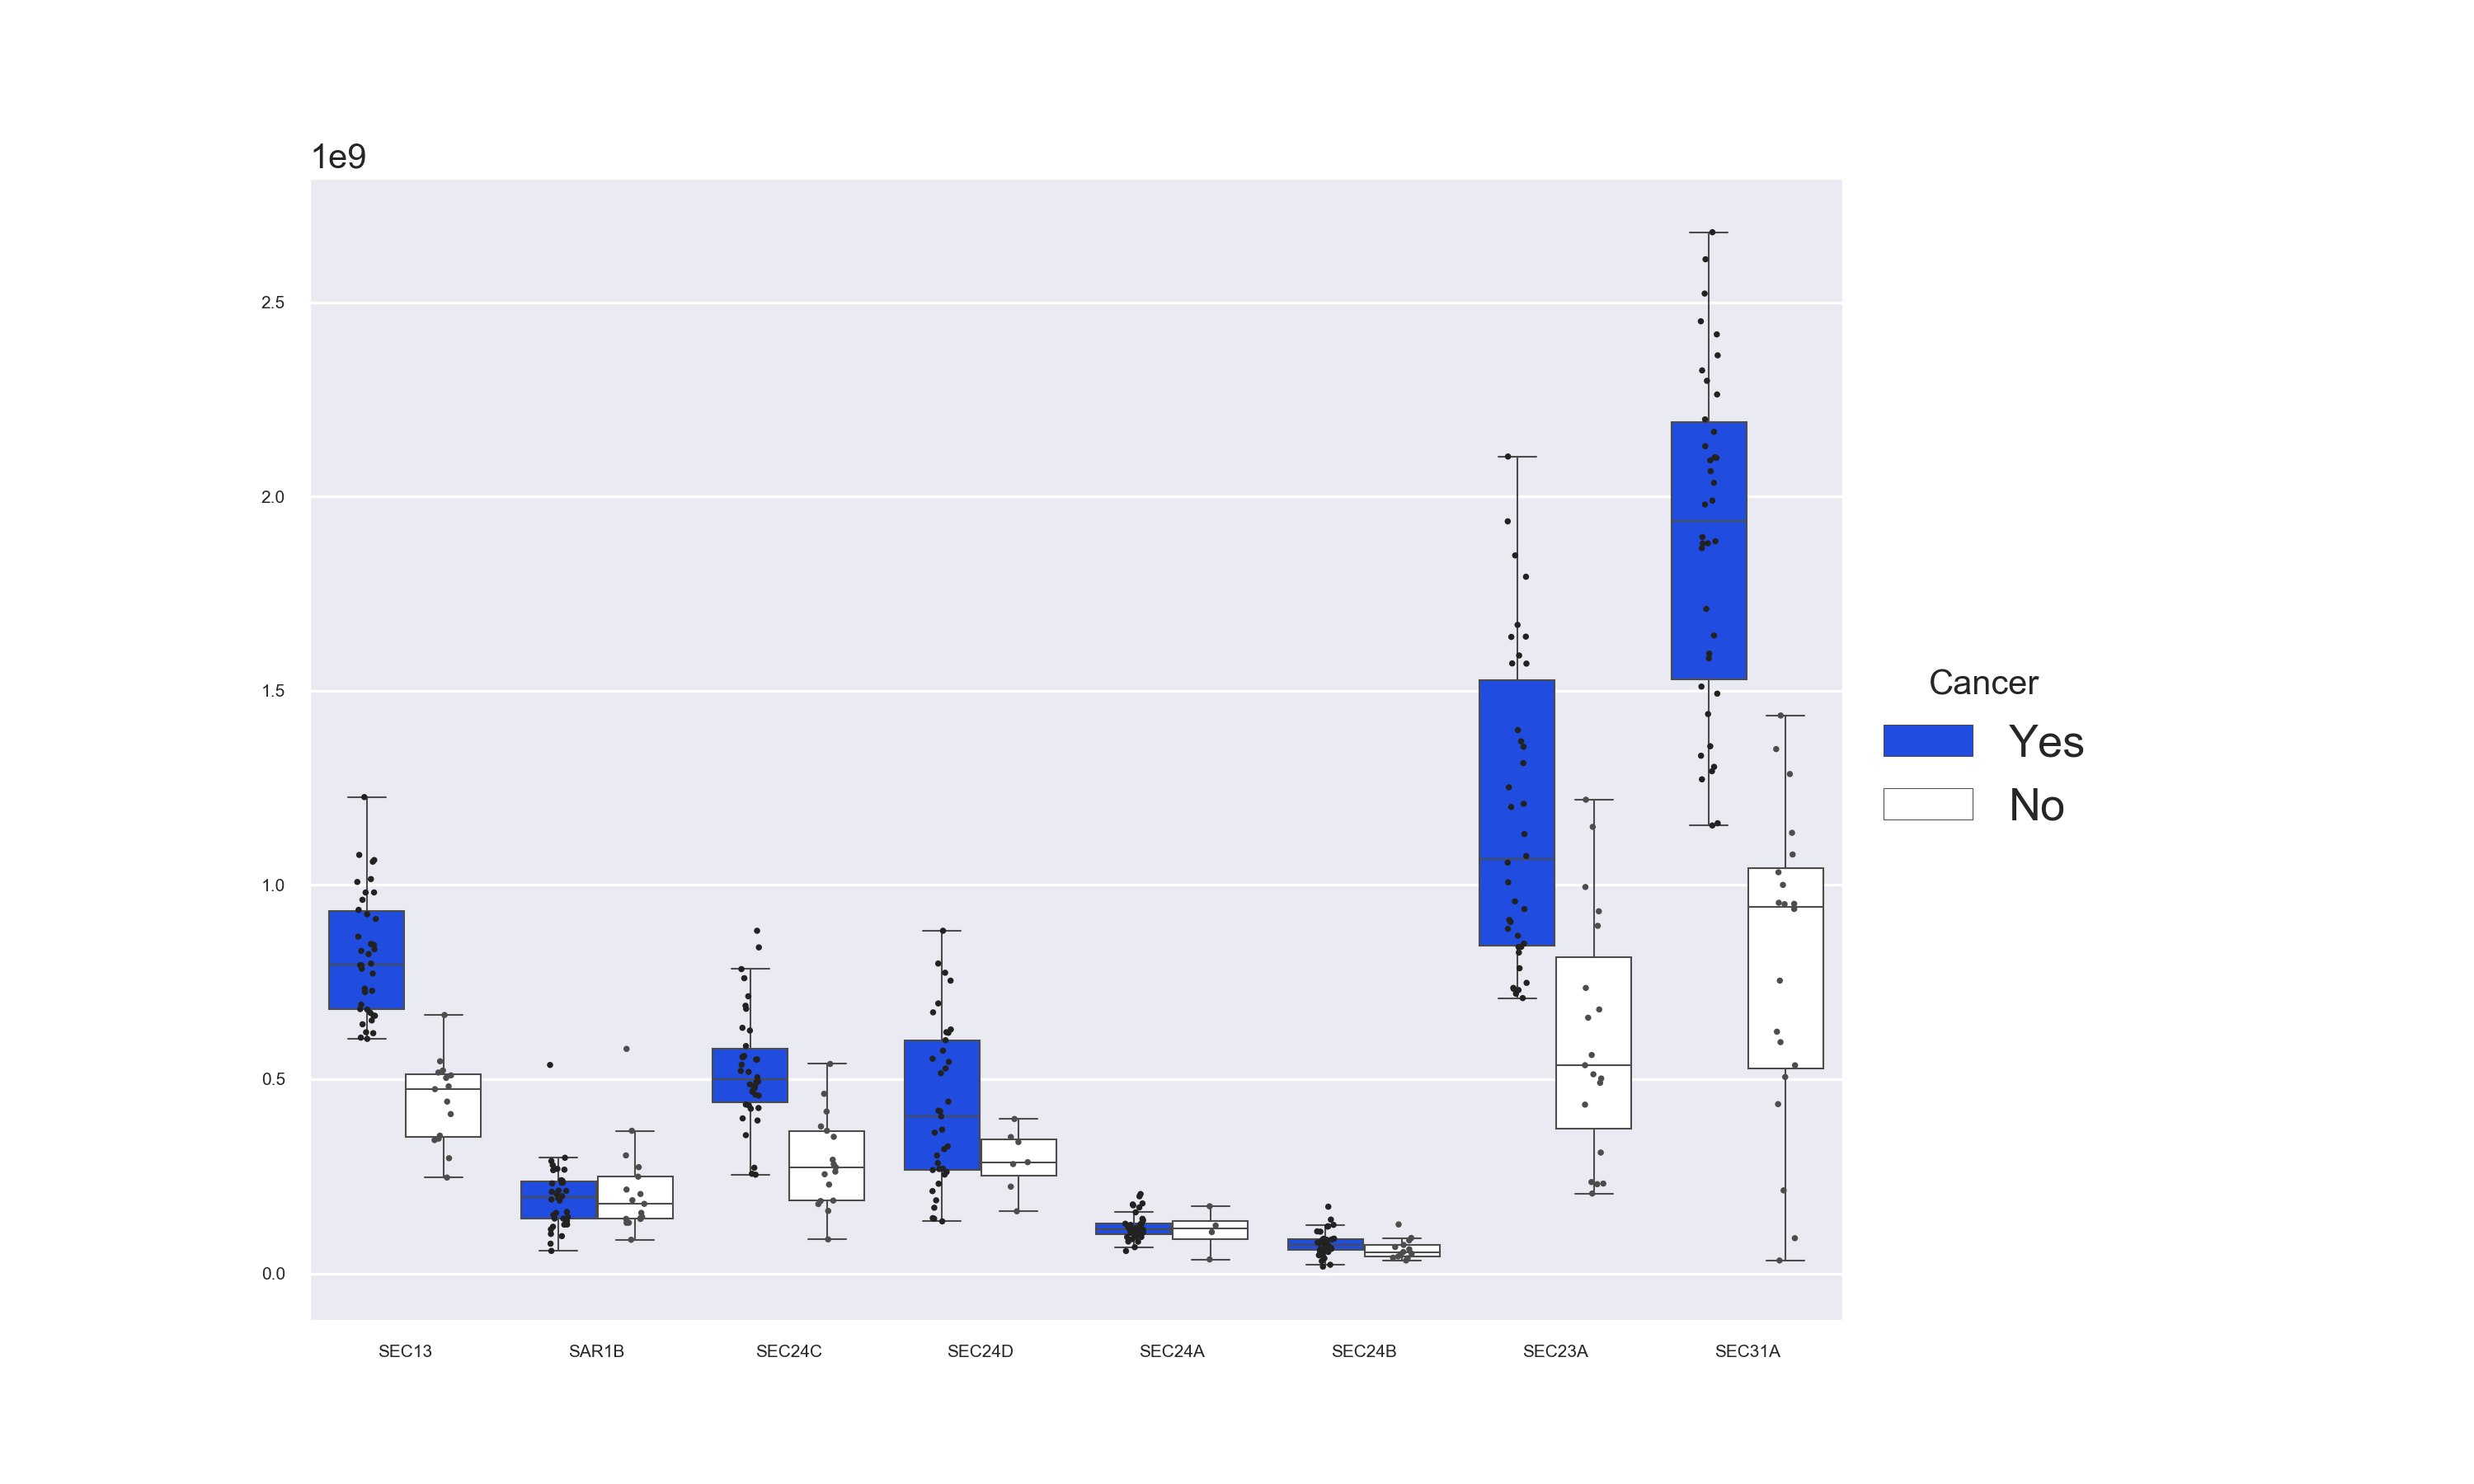 1e9
2.5
2.0
1.5
1.0
0.5
0.0
SEC13 SAR1B SEC24C SEC24D SEC24A SEC24B SEC23A SEC31A
Cancer
Yes
No